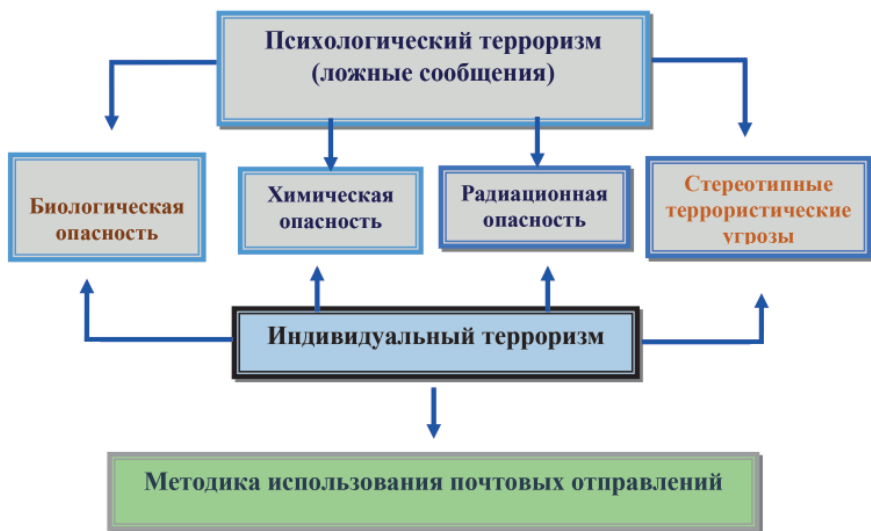 Психологический терроризм
(ложные сообщения)
Биологическая
опасность
Химическая
опасность
Радиационная
опасность
Стереотипные
террористические
угрозы
Индивидуальный терроризм
Методика использования почтовых отправлений